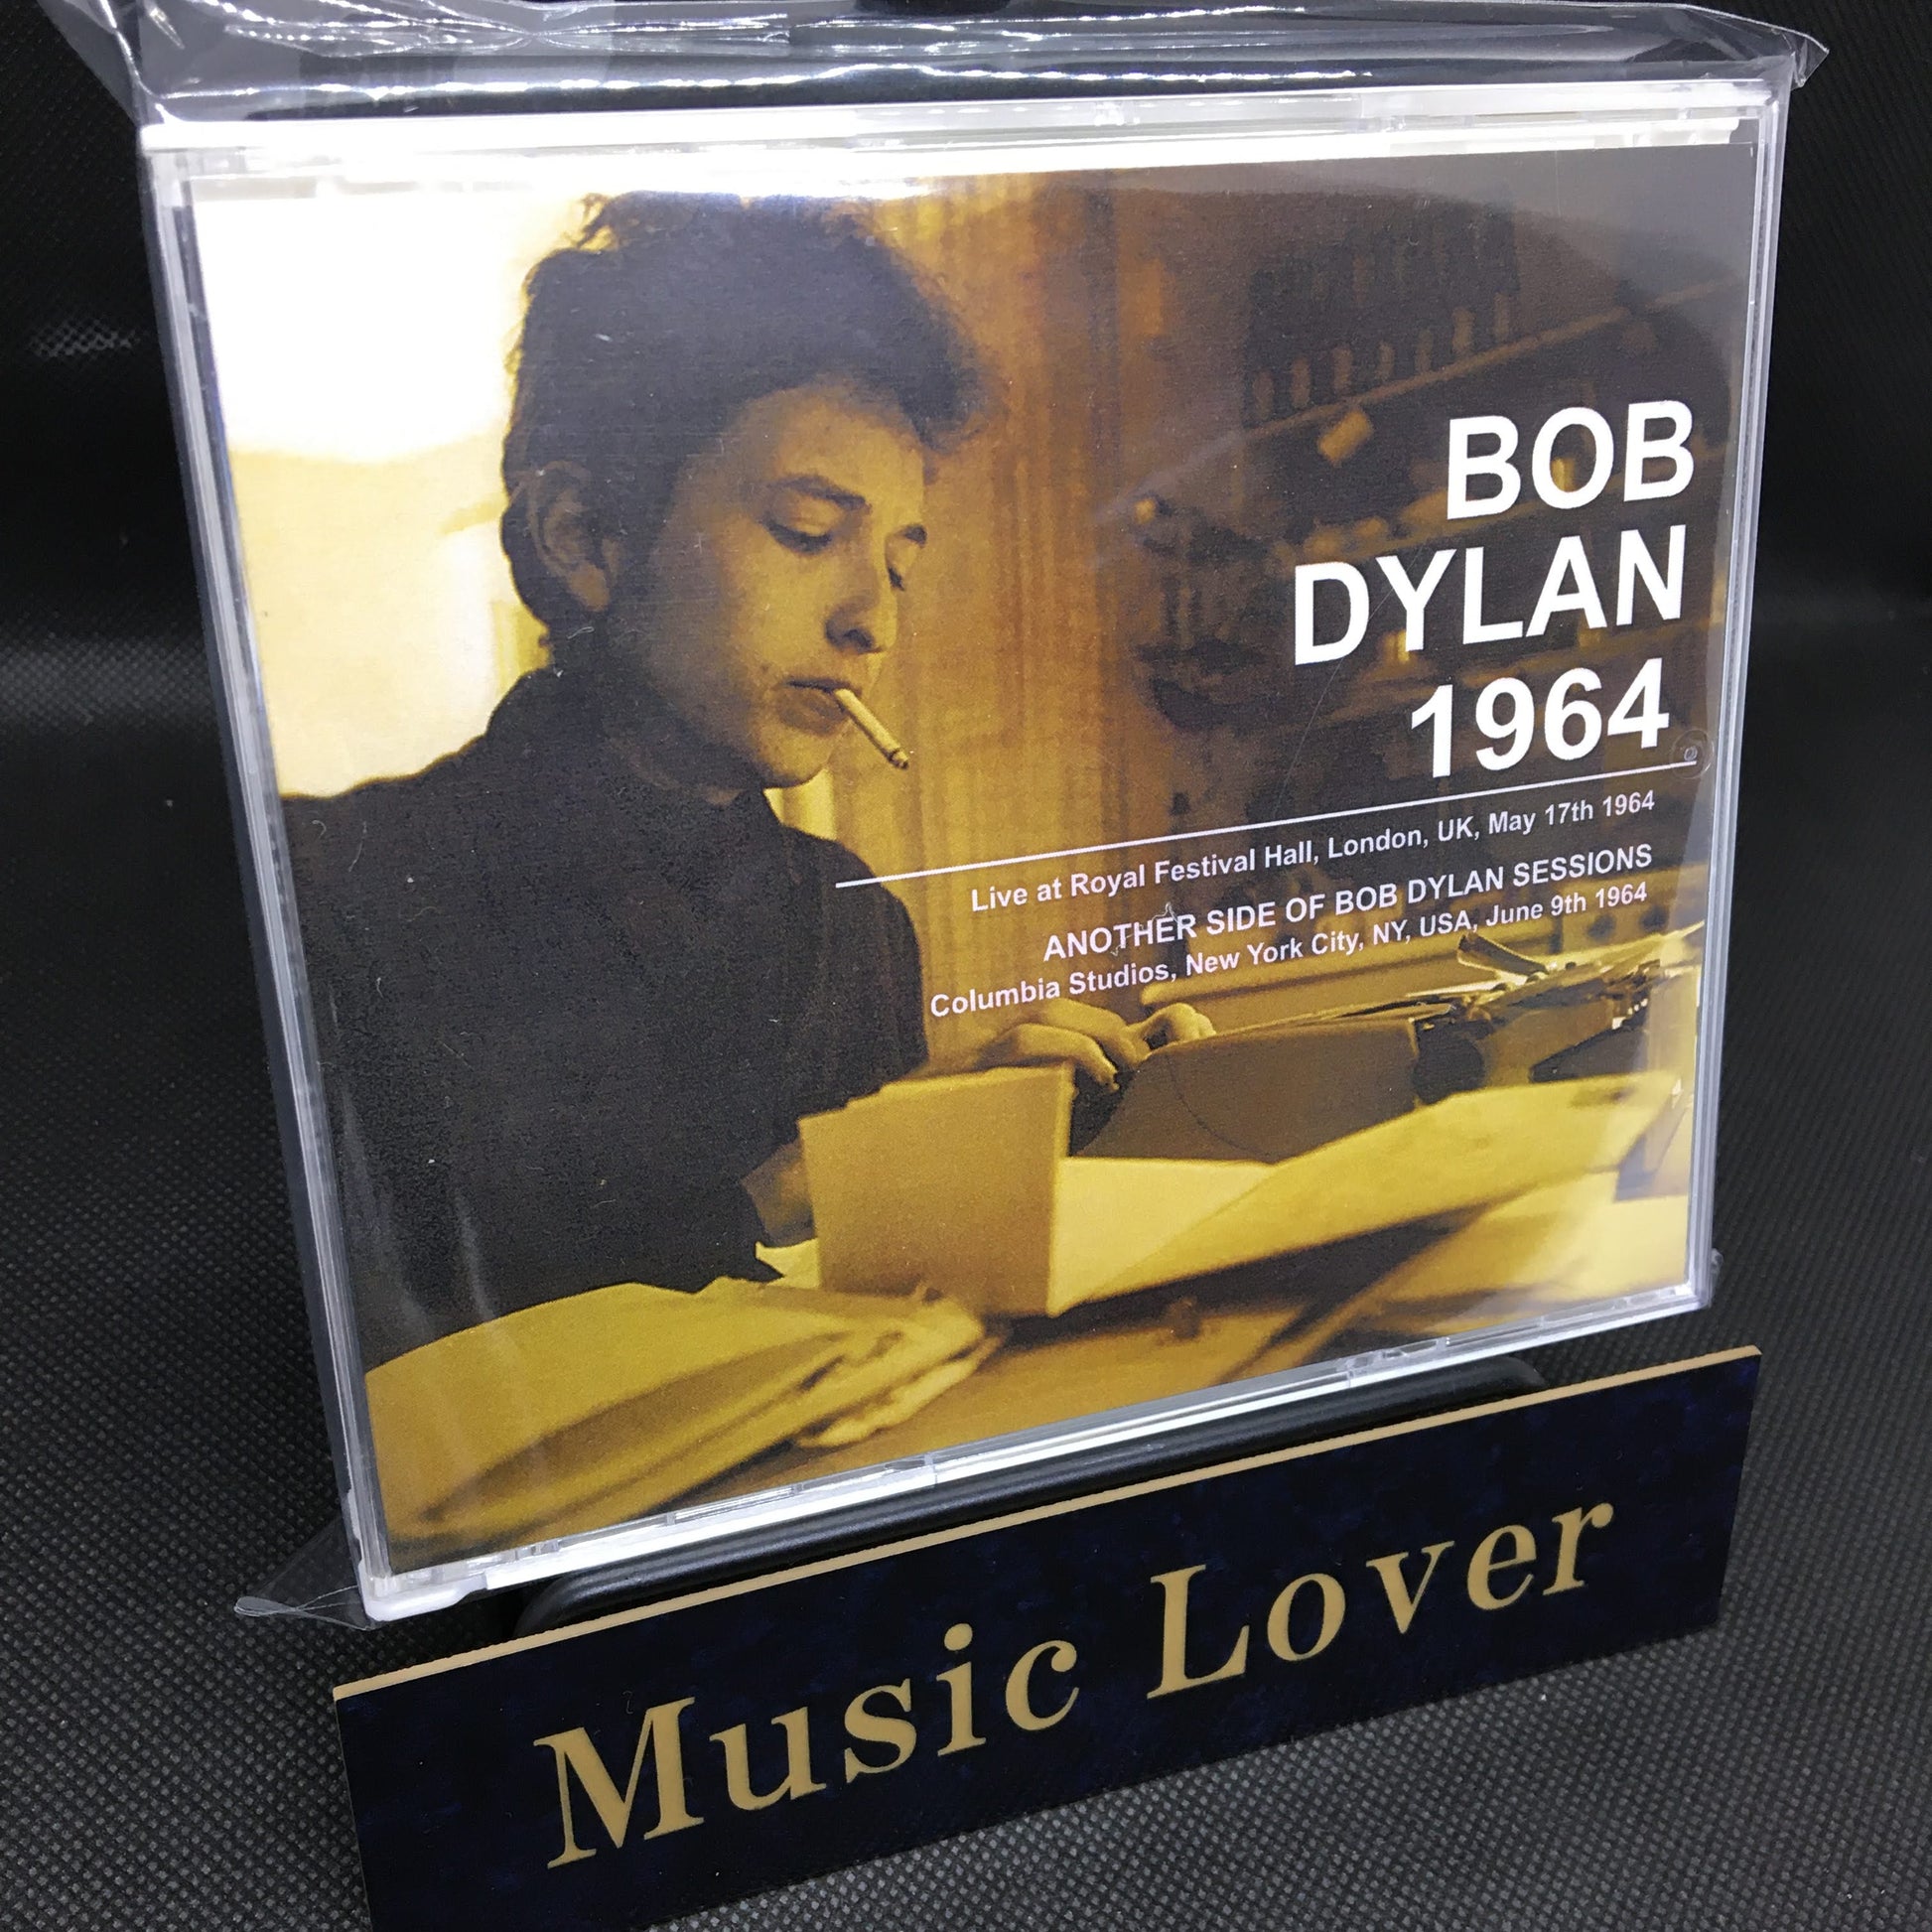 BOB
DYLAN
1964
Live at Royal Festival Hall, London, UK, May 17th 1964
ANOTHER SIDE OF BOB DYLAN SESSIONS
Columbia Studios, New York City, NY, USA, June 9th 1964
Music Lover